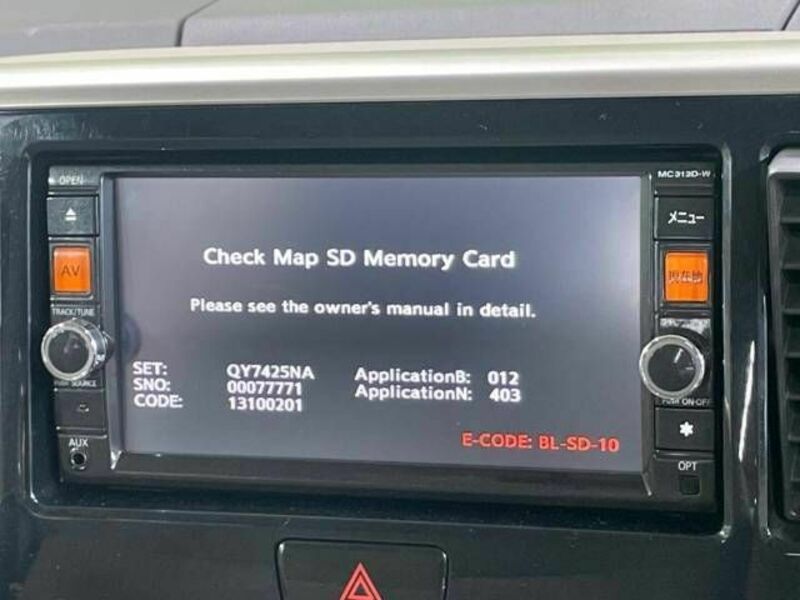 OPEN
MC313D-W
メニュー
AV
現在地
TRACK/TUNE
Check Map SD Memory Card
Please see the owner's manual in detail.
SET: QY7425NA ApplicationB: 012
SNO: 00077771 ApplicationN: 403
CODE: 13100201
E-CODE: BL-SD-10
PUSH SOURCE
PUSH ON-OFF
AUX
OPT